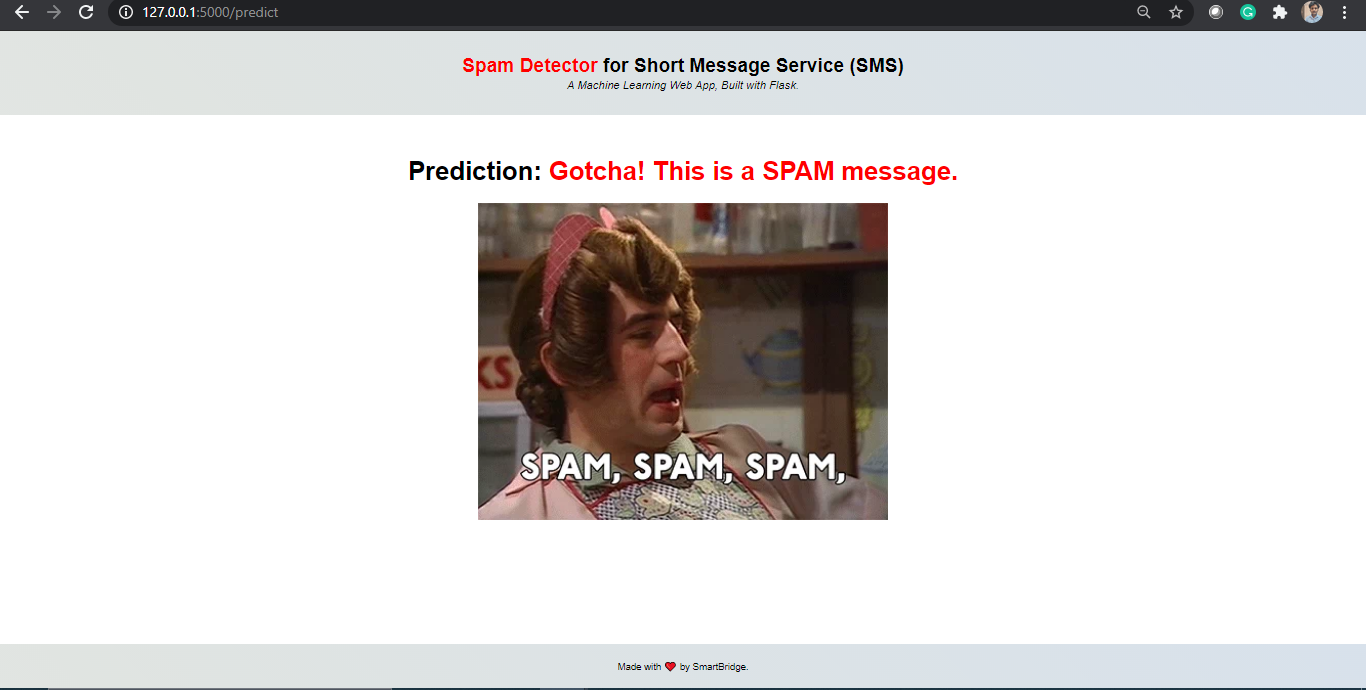 127.0.0.1:5000/predict
Spam Detector for Short Message Service (SMS)
A Machine Learning Web App, Built with Flask.
Prediction: Gotcha! This is a SPAM message.
KS
SPAM, SPAM, SPAM,
Made with ❤ by SmartBridge.